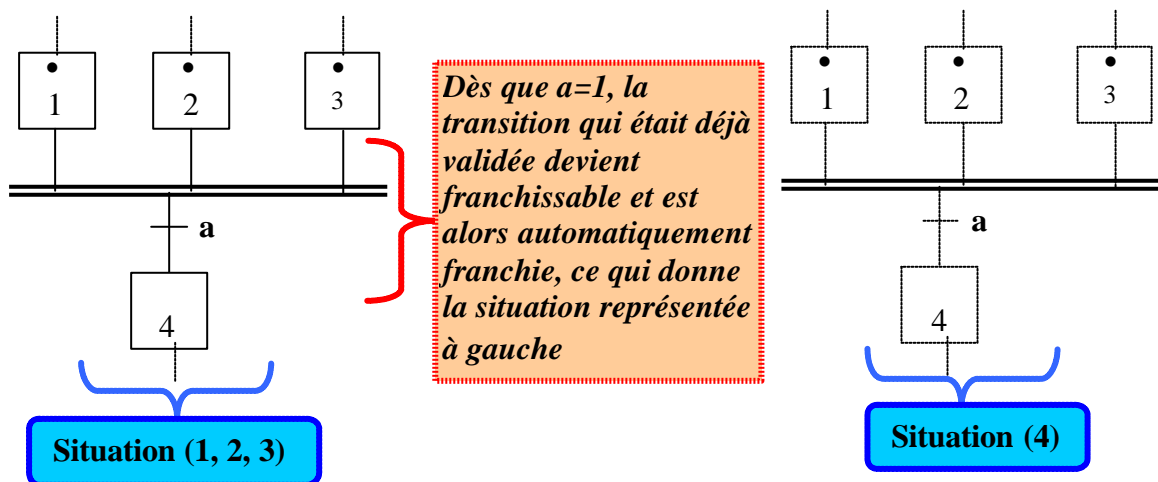 1 2 3
a
4
Situation (1, 2, 3)
Dès que a=1, la
transition qui était déjà
validée devient
franchissable et est
alors automatiquement
franchie, ce qui donne
la situation représentée
à gauche
1 2 3
a
4
Situation (4)